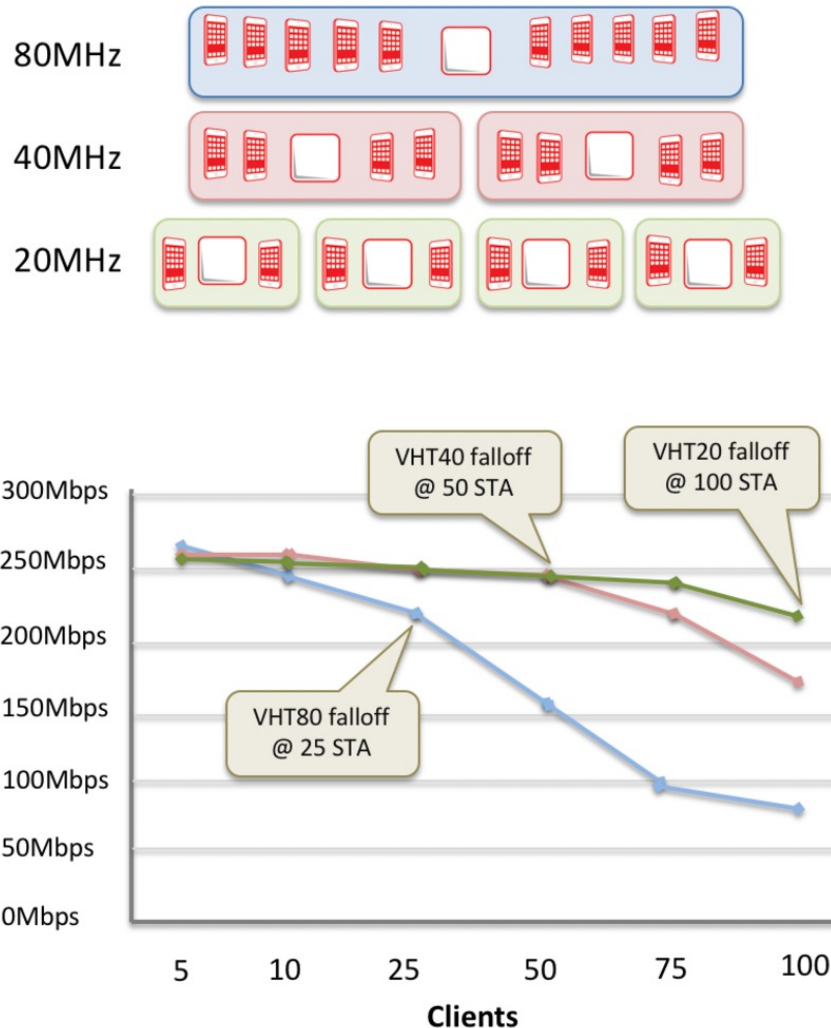 80MHz
40MHz
20MHz
VHT40 falloff
@ 50 STA
VHT20 falloff
@ 100 STA
300Mbps
250Mbps
200Mbps
VHT80 falloff
@ 25 STA
150Mbps
100Mbps
50Mbps
0Mbps
5 10 25 50 75 100
Clients